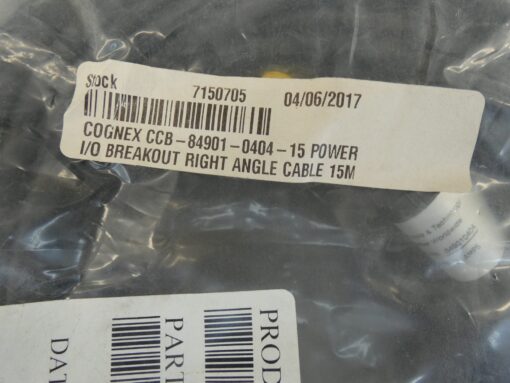 Stock 7150705 04/06/2017
COGNEX CCB-84901-0404-15 POWER
I/O BREAKOUT RIGHT ANGLE CABLE 15M
PROD
PART
DAT